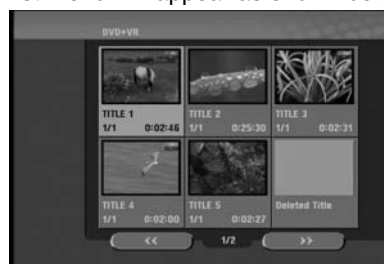 DVD+VR
TITLE 1
1/1 0:02:46
TITLE 2
1/1 0:25:30
TITLE 3
1/1 0:02:31
TITLE 4
1/1 0:02:00
TITLE 5
1/1 0:02:27
Deleted Title
<< 1/2 >>